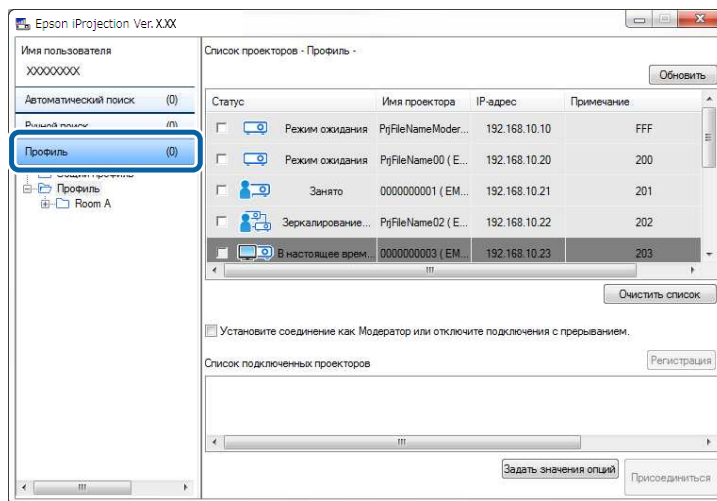 Epson iProjection Ver.X.XX
Имя пользователя
XXXXXXXX
Автоматический поиск (0)
Ручной поиск (0)
Профиль (0)
Общий профиль
Профиль
Room A
Список проекторов - Профиль -
Обновить
Статус Имя проектора IP-адрес Примечание
Режим ожидания PrjFileNameModer... 192.168.10.10 FFF
Режим ожидания PrjFileName00 ( E... 192.168.10.20 200
Занято 0000000001 ( EM... 192.168.10.21 201
Зеркалирование... PrjFileName02 ( E... 192.168.10.22 202
В настоящее врем... 0000000003 ( EM... 192.168.10.23 203
Очистить список
Установите соединение как Модератор или отключите подключения с прерыванием.
Список подключенных проекторов
Регистрация
Задать значения опций
Присоединиться